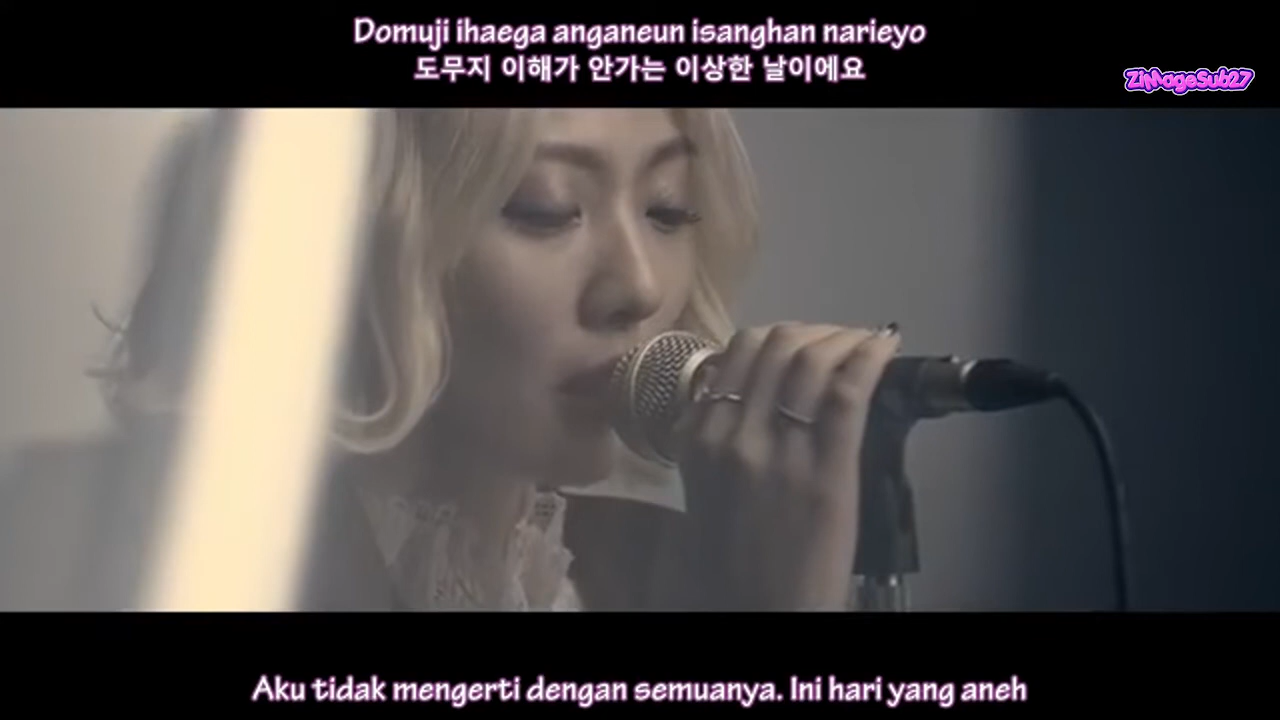 Domuji ihaega anganeun isanghan narieyo
도무지 이해가 안가는 이상한 날이에요
ZiMageSub27
Aku tidak mengerti dengan semuanya. Ini hari yang aneh